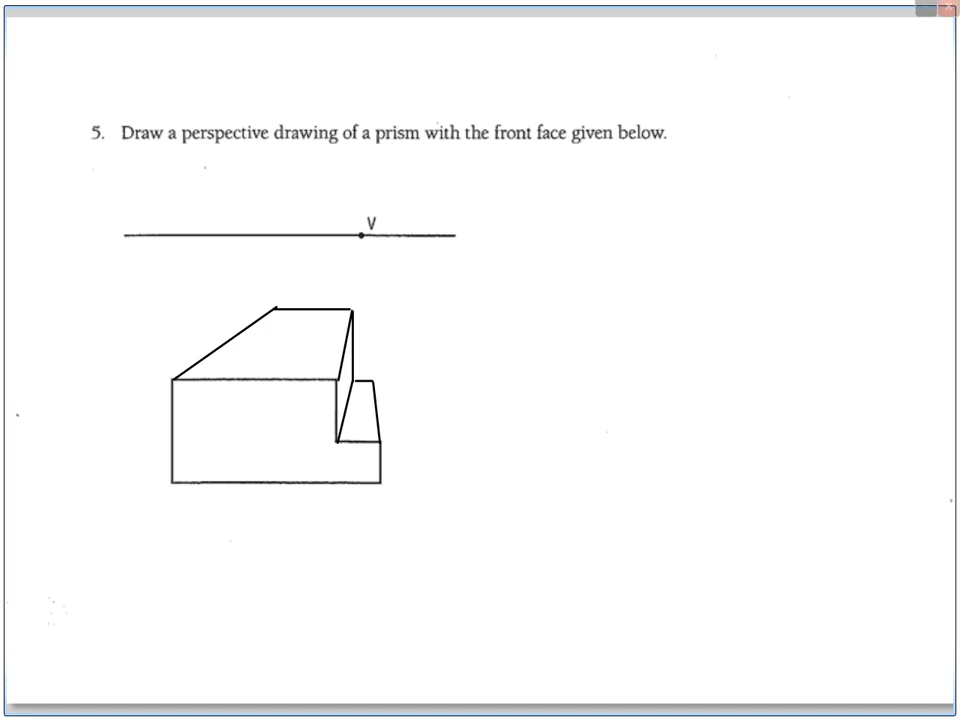 5. Draw a perspective drawing of a prism with the front face given below.
V